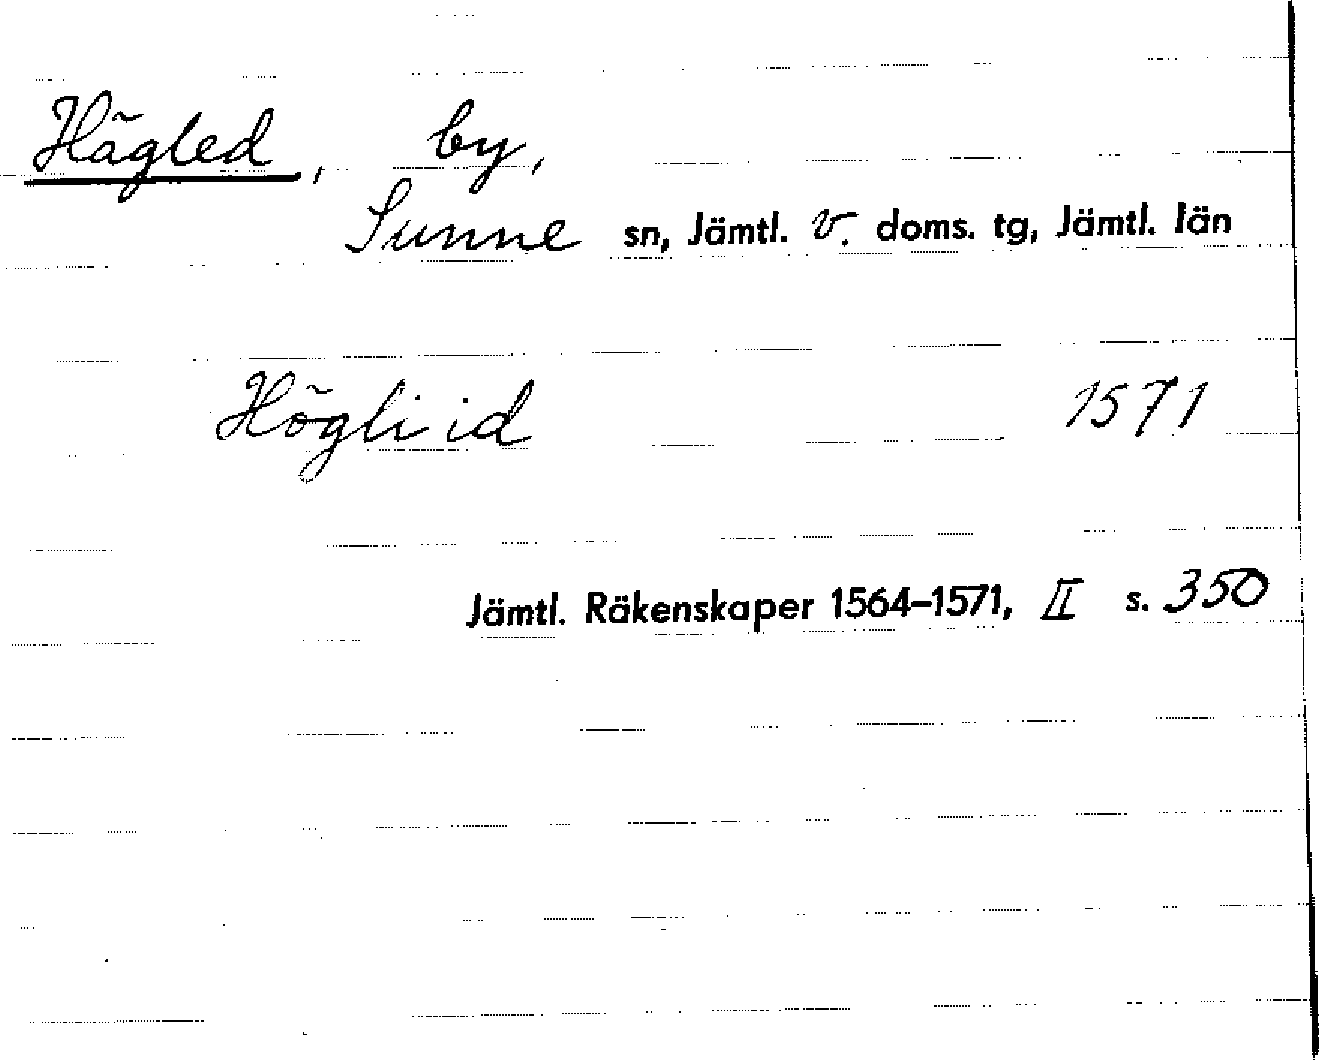 Hägled, by,
Sunne sn, Jämtl. v. doms. tg, Jämtl. län
Högliid 1571
Jämtl. Räkenskaper 1564–1571, II s. 350